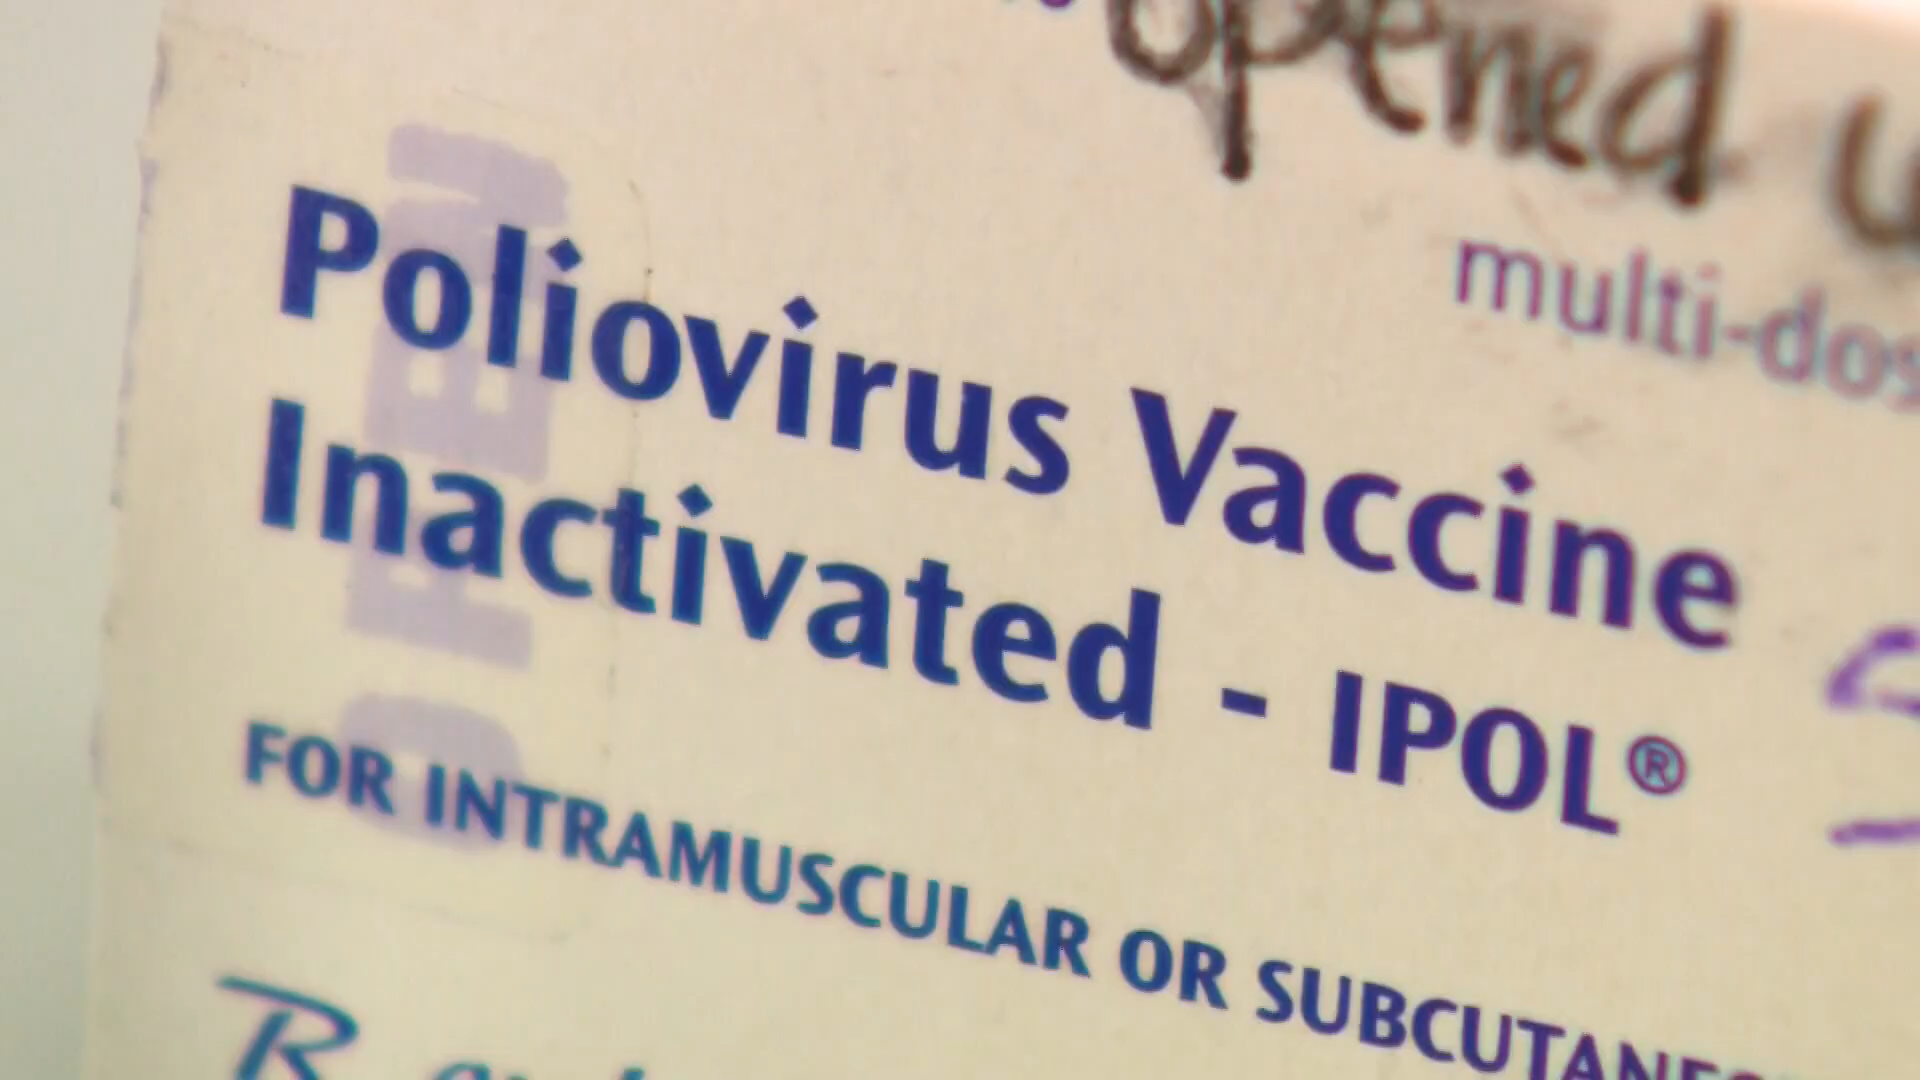 opened
multi-dos
Poliovirus Vaccine
Inactivated - IPOL®
FOR INTRAMUSCULAR OR SUBCUTANE